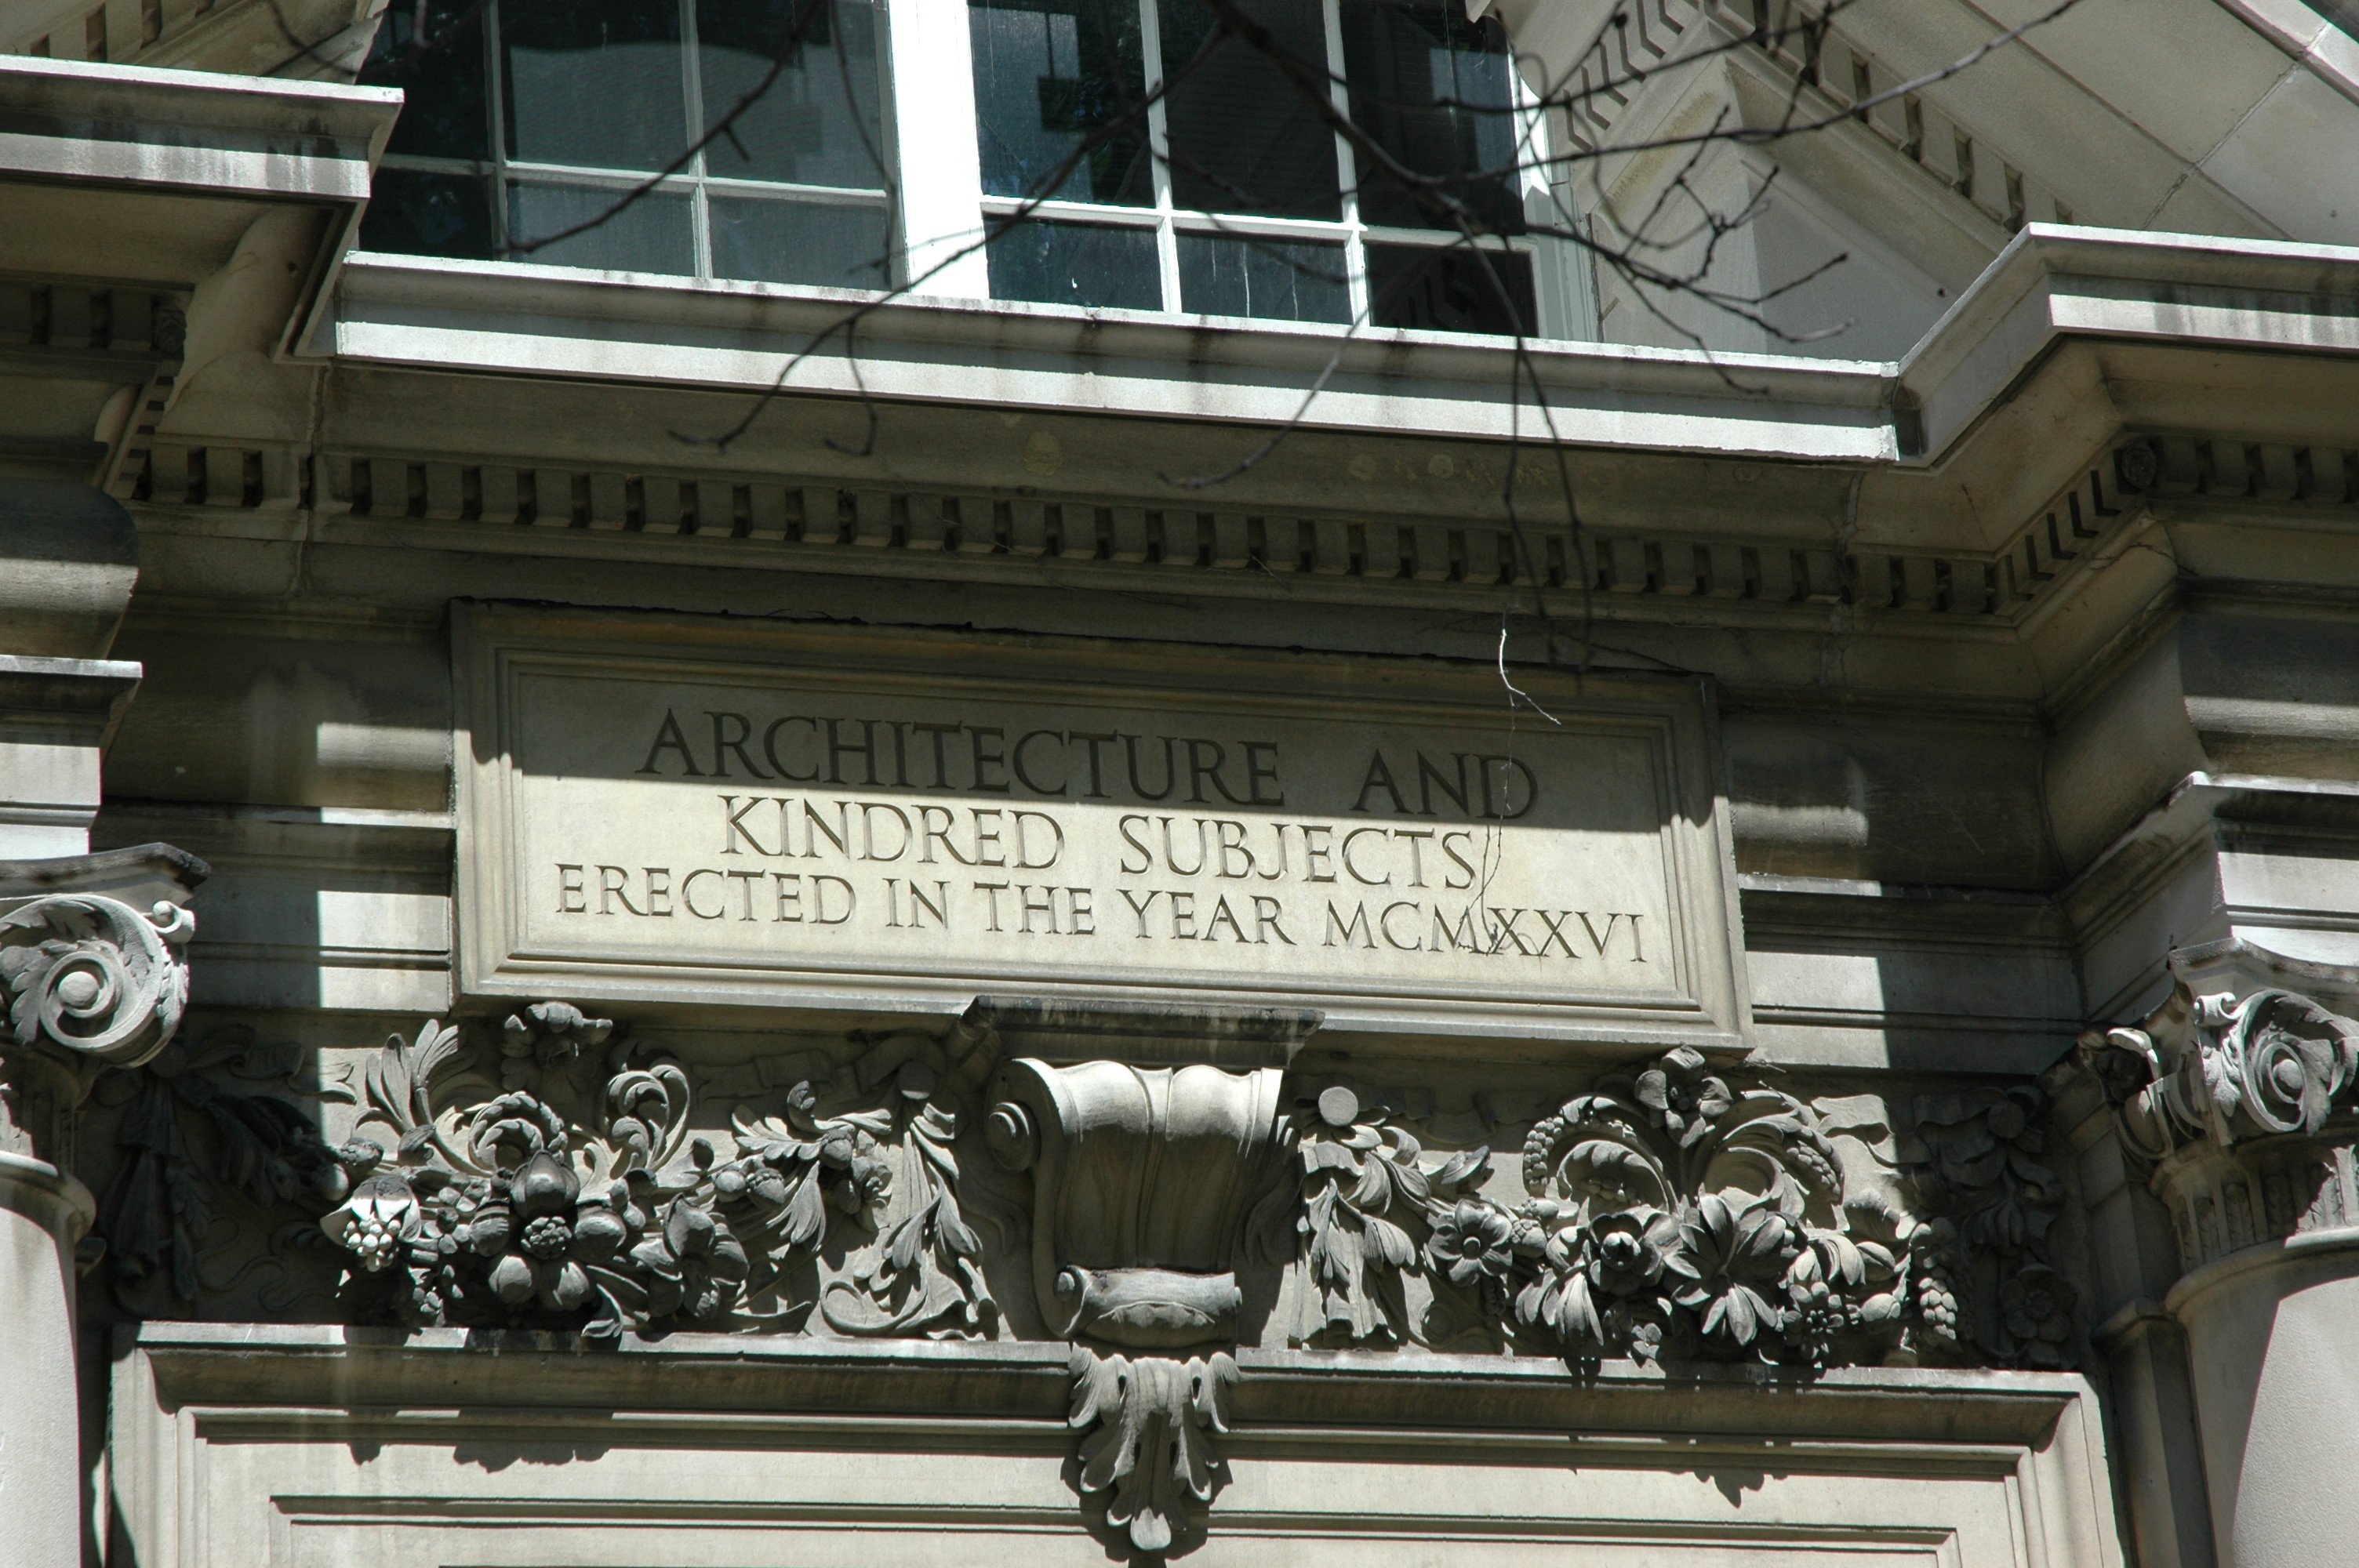 ARCHITECTURE AND
KINDRED SUBJECTS
ERECTED IN THE YEAR MCMXXVI